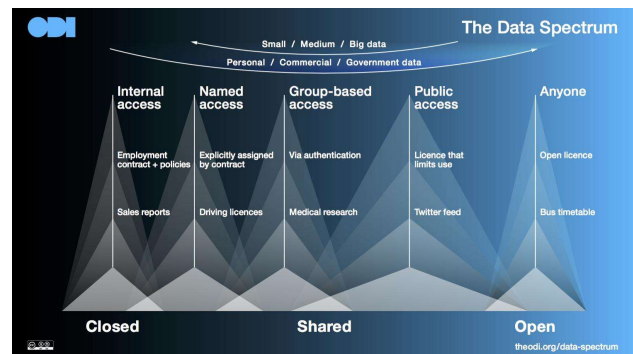 ODI
The Data Spectrum
Small / Medium / Big data
Personal / Commercial / Government data
Internal
access
Named
access
Group-based
access
Public
access
Anyone
Employment
contract + policies
Explicitly assigned
by contract
Via authentication
Licence that
limits use
Open licence
Sales reports
Driving licences
Medical research
Twitter feed
Bus timetable
Closed
Shared
Open
theodi.org/data-spectrum